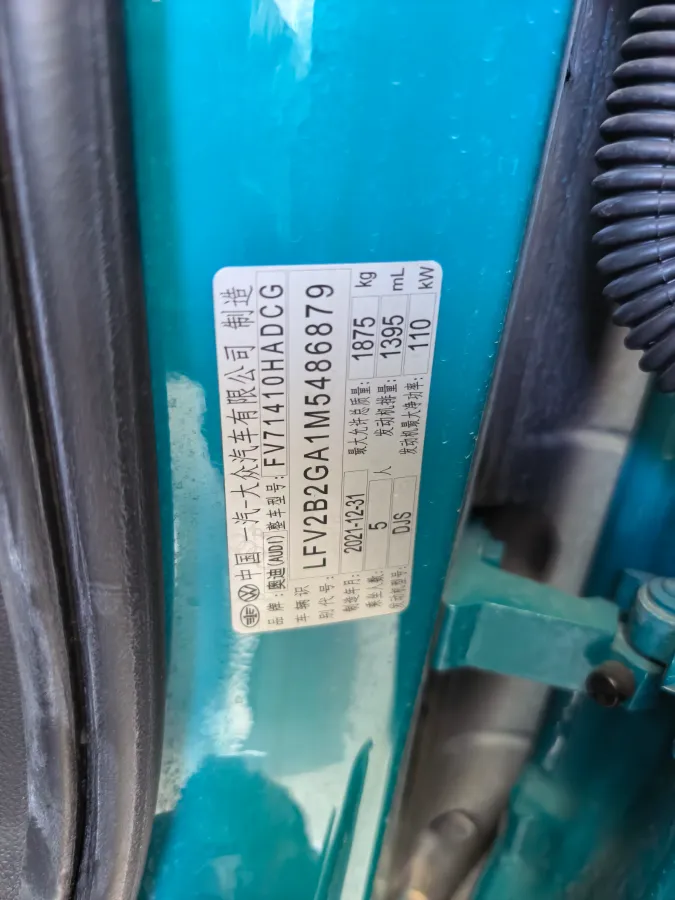 中国一汽-大众汽车有限公司 制造
品牌:奥迪(AUDI) 整车型号: FV71410HADCG
车辆识别代号: LFV2B2GA1M5486879
制造年月: 2021-12-31 最大允许总质量: 1875 kg
乘坐人数: 5 人 发动机排量: 1395 mL
发动机型号: DJS 发动机最大净功率: 110 kW